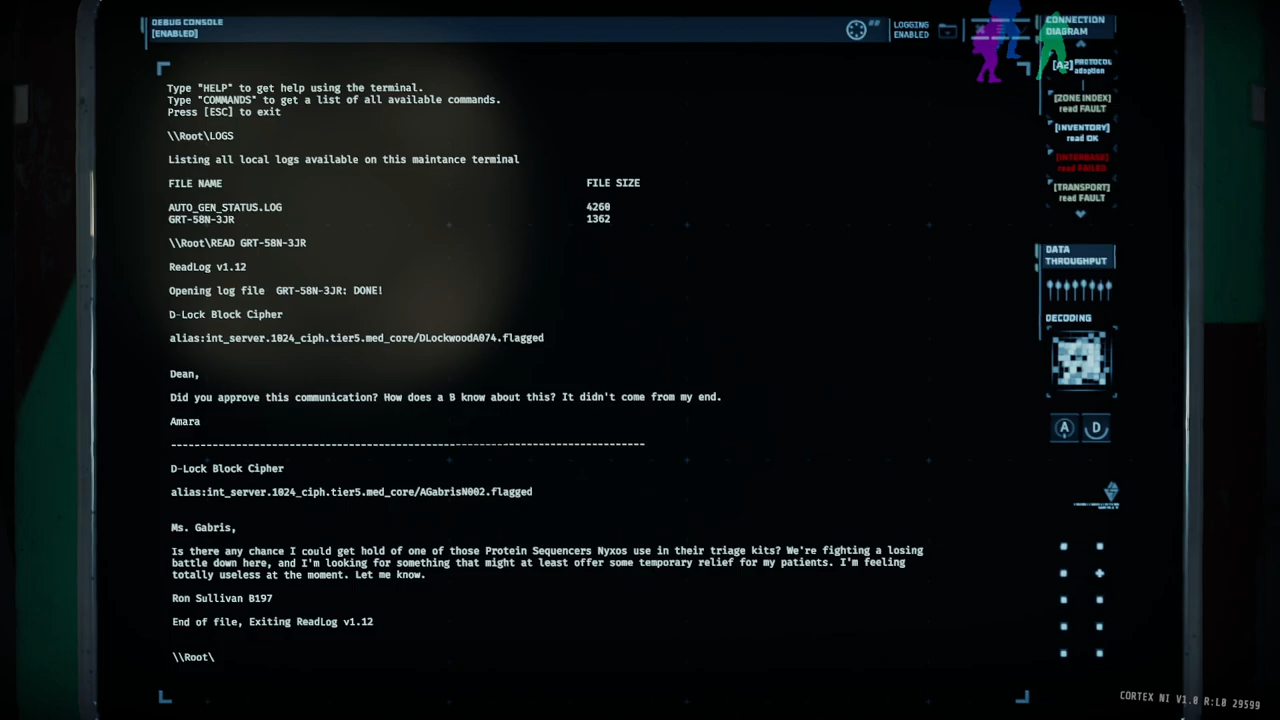 DEBUG CONSOLE
[ENABLED]
LOGGING
ENABLED
CONNECTION
DIAGRAM
Type "HELP" to get help using the terminal.
Type "COMMANDS" to get a list of all available commands.
Press [ESC] to exit
\\Root\LOGS
Listing all local logs available on this maintance terminal
FILE NAME FILE SIZE
AUTO_GEN_STATUS.LOG 4260
GRT-58N-3JR 1362
\\Root\READ GRT-58N-3JR
ReadLog v1.12
Opening log file  GRT-58N-3JR: DONE!
D-Lock Block Cipher
alias:int_server.1024_ciph.tier5.med_core/DLockwoodA074.flagged
Dean,
Did you approve this communication? How does a B know about this? It didn't come from my end.
Amara
--------------------------------------------------------------------------------
D-Lock Block Cipher
alias:int_server.1024_ciph.tier5.med_core/AGabrisN002.flagged
Ms. Gabris,
Is there any chance I could get hold of one of those Protein Sequencers Nyxos use in their triage kits? We're fighting a losing
battle down here, and I'm looking for something that might at least offer some temporary relief for my patients. I'm feeling
totally useless at the moment. Let me know.
Ron Sullivan B197
End of file, Exiting ReadLog v1.12
\\Root\
[A2] PROTOCOL
adaption
[ZONE INDEX]
read FAULT
[INVENTORY]
read OK
[INTERBASE]
read FAILED
[TRANSPORT]
read FAULT
DATA
THROUGHPUT
DECODING
A D
CORTEX NI V1.0 R:L0 29599